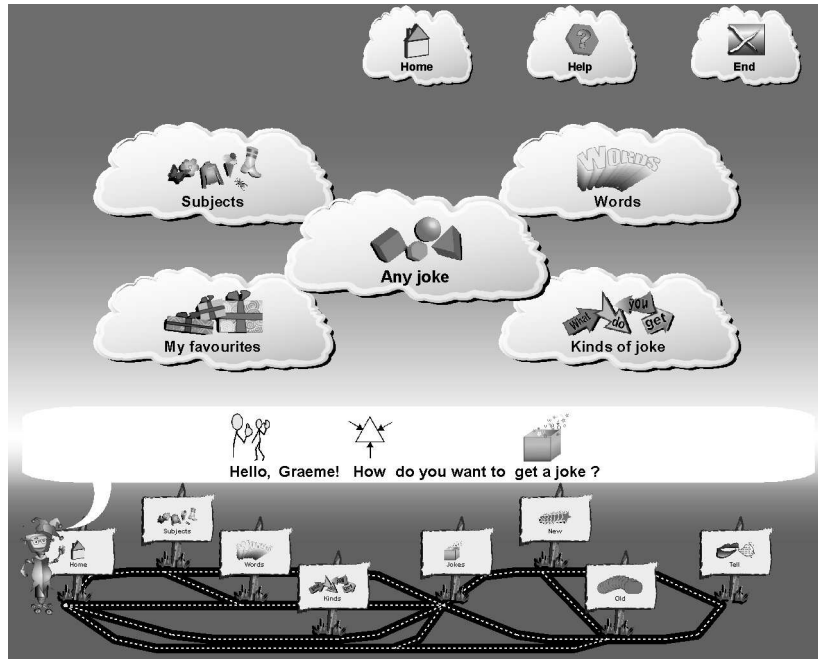 Home Help End
Subjects
WORDS
Words
Any joke
My favourites
What do you get
Kinds of joke
Hello, Graeme! How do you want to get a joke ?
Subjects
New
Home
Words
Jokes
Tell
Kinds
Old